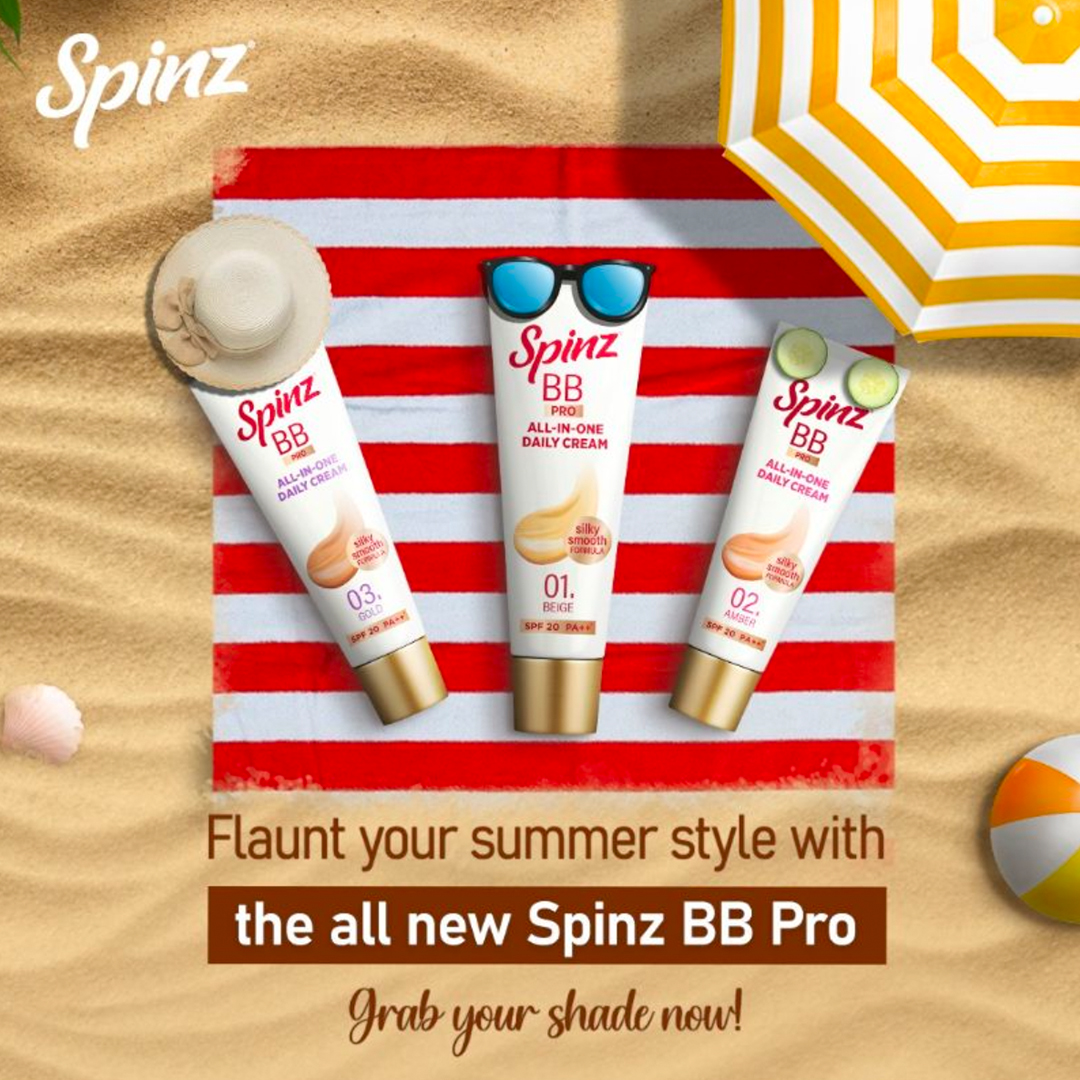 Spinz
Spinz
BB
PRO
ALL-IN-ONE
DAILY CREAM
silky
smooth
FORMULA
03.
GOLD
SPF 20 PA++
Spinz
BB
PRO
ALL-IN-ONE
DAILY CREAM
silky
smooth
FORMULA
01.
BEIGE
SPF 20 PA++
Spinz
BB
PRO
ALL-IN-ONE
DAILY CREAM
silky
smooth
FORMULA
02.
AMBER
SPF 20 PA++
Flaunt your summer style with
the all new Spinz BB Pro
Grab your shade now!